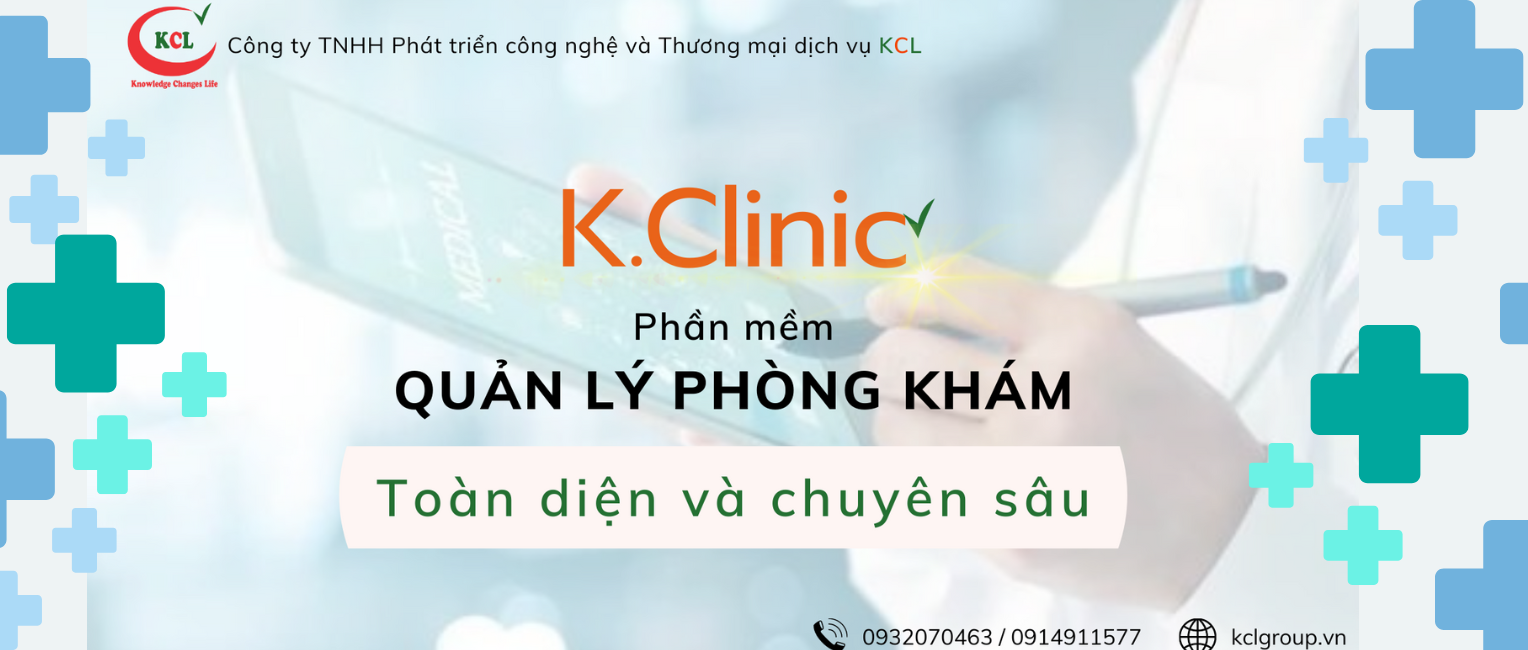 KCL
Knowledge Changes Life
Công ty TNHH Phát triển công nghệ và Thương mại dịch vụ KCL
MEDICAL
K.Clinic
Phần mềm
QUẢN LÝ PHÒNG KHÁM
Toàn diện và chuyên sâu
0932070463 / 0914911577
kclgroup.vn